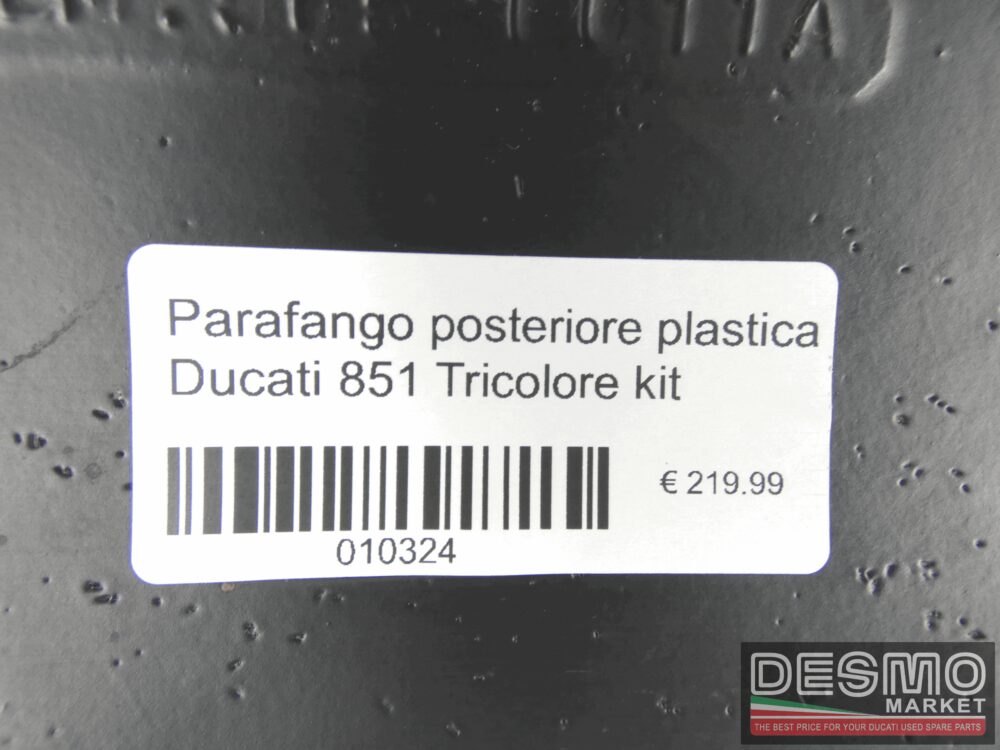 Parafango posteriore plastica
Ducati 851 Tricolore kit
€ 219.99
010324
DESMO
MARKET
THE BEST PRICE FOR YOUR DUCATI USED SPARE PARTS